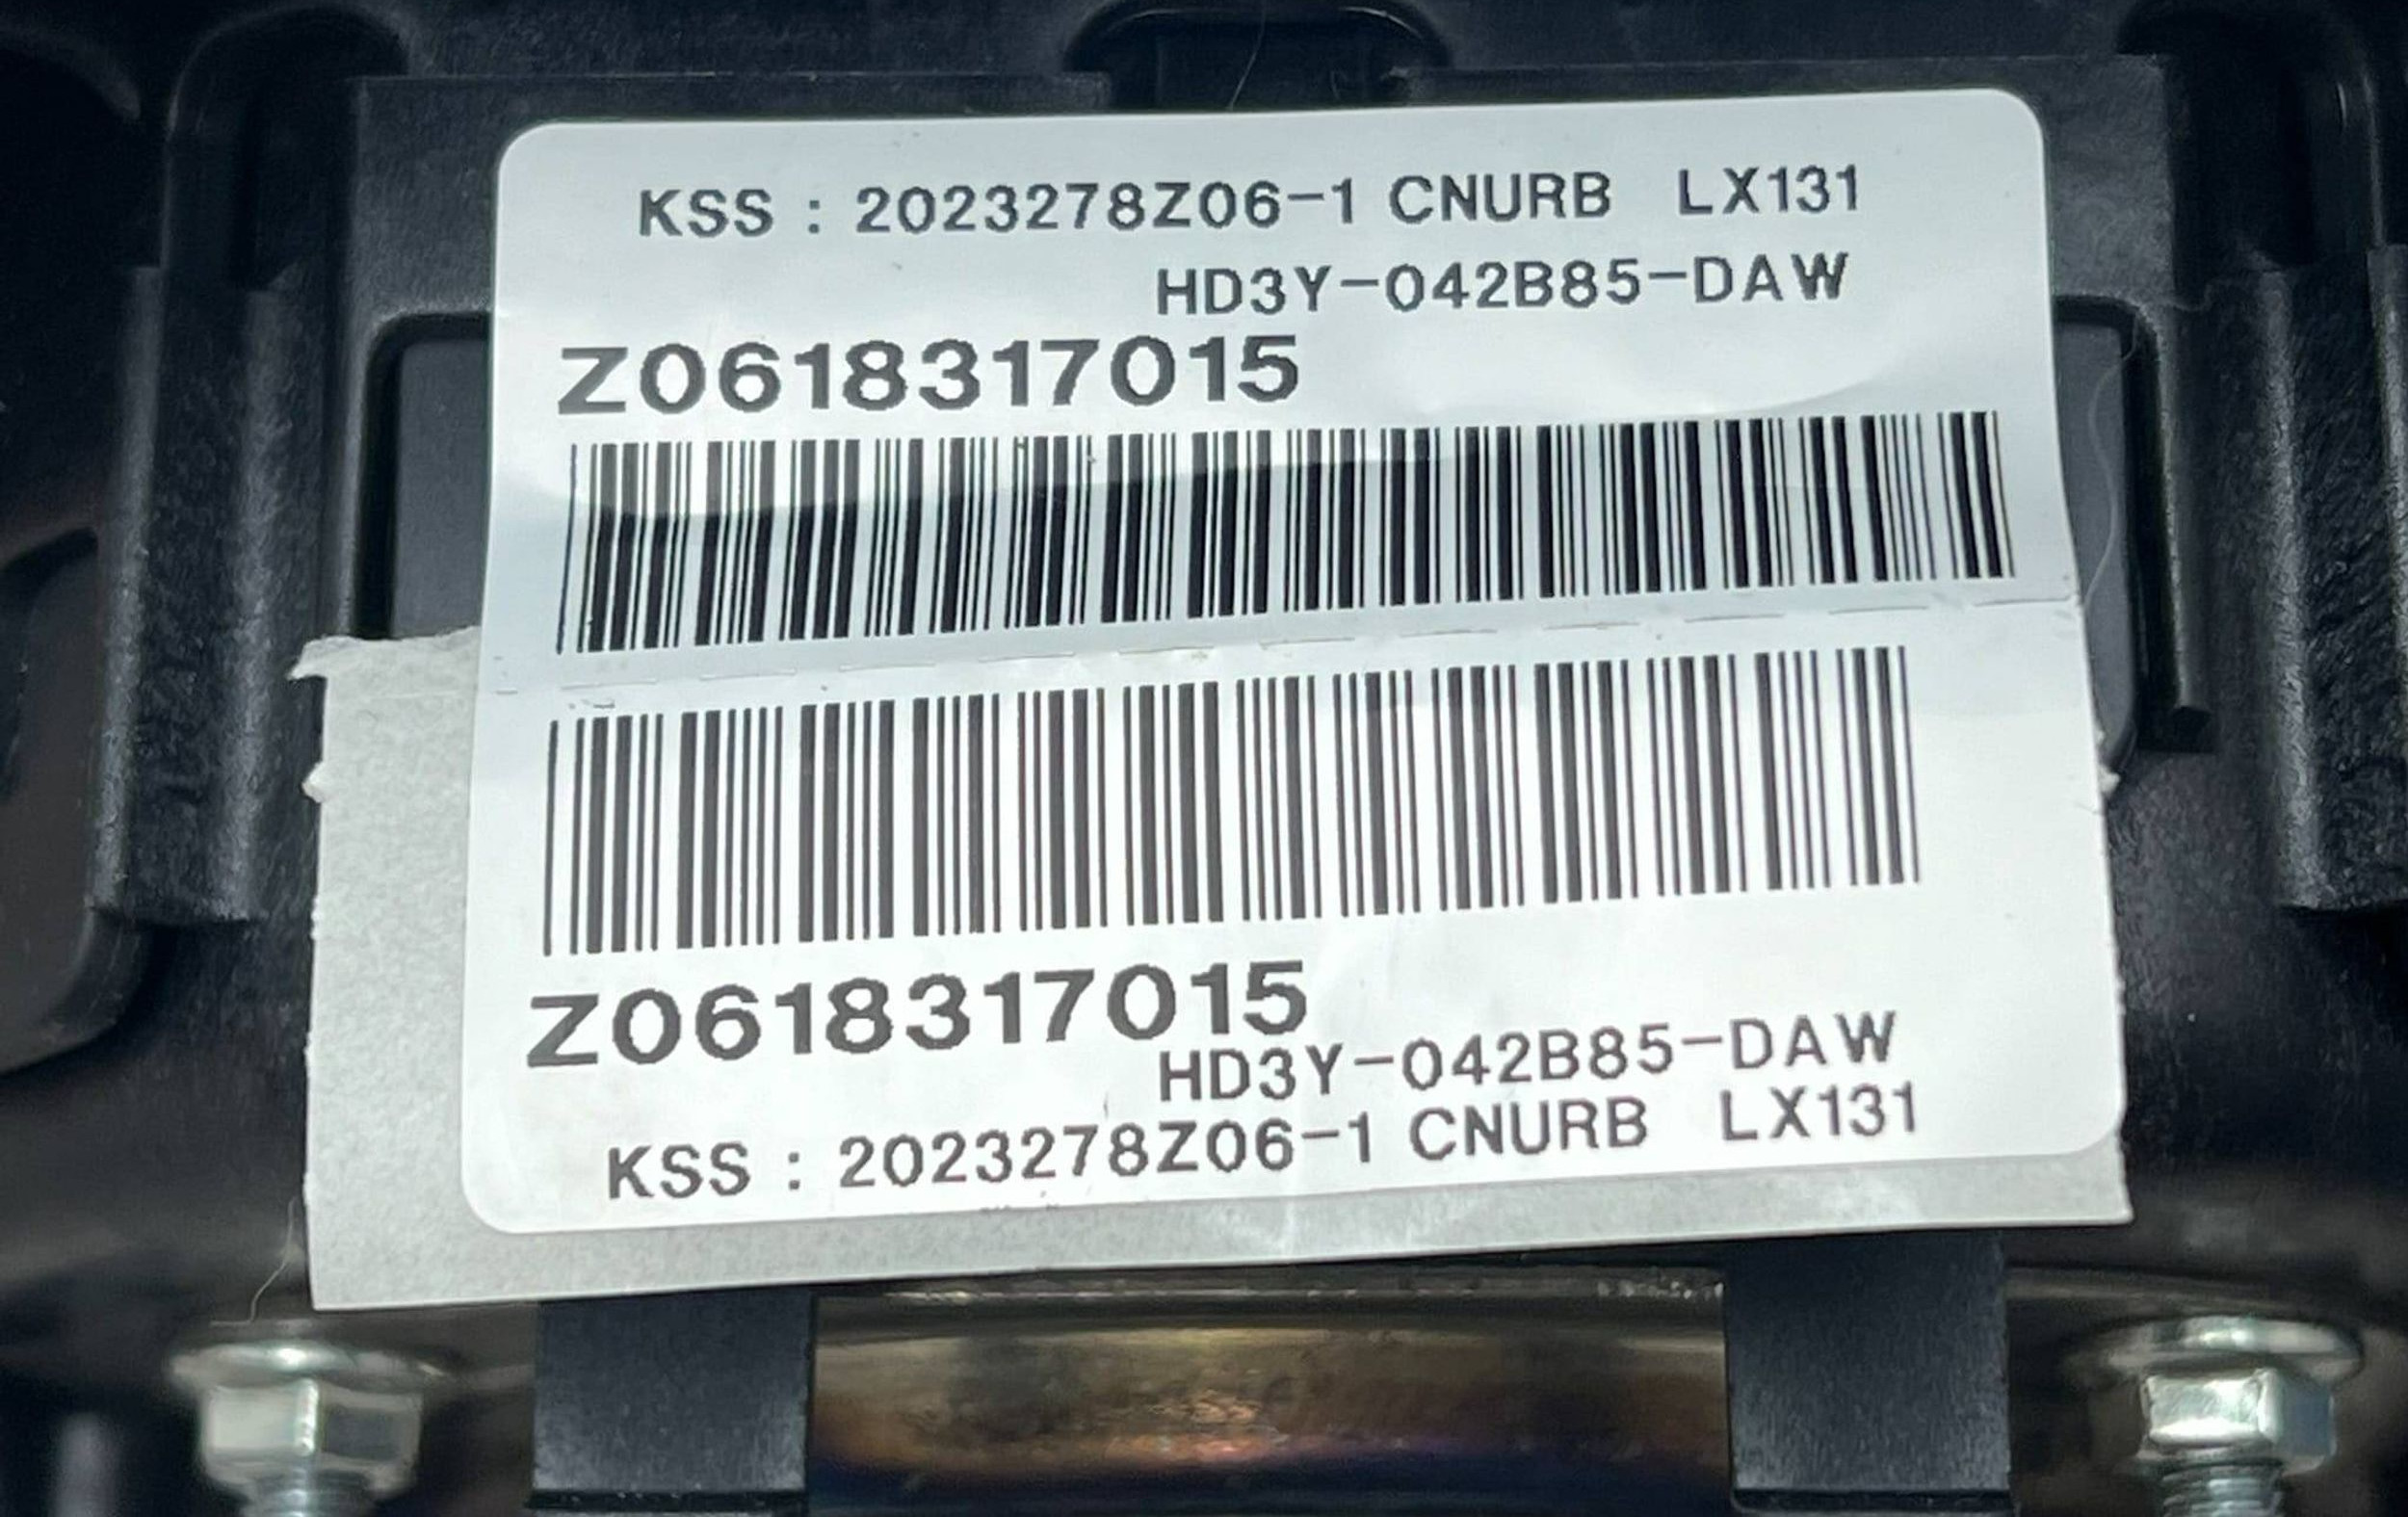 KSS : 2023278Z06-1 CNURB LX131
HD3Y-042B85-DAW
Z0618317015
Z0618317015
HD3Y-042B85-DAW
KSS : 2023278Z06-1 CNURB LX131